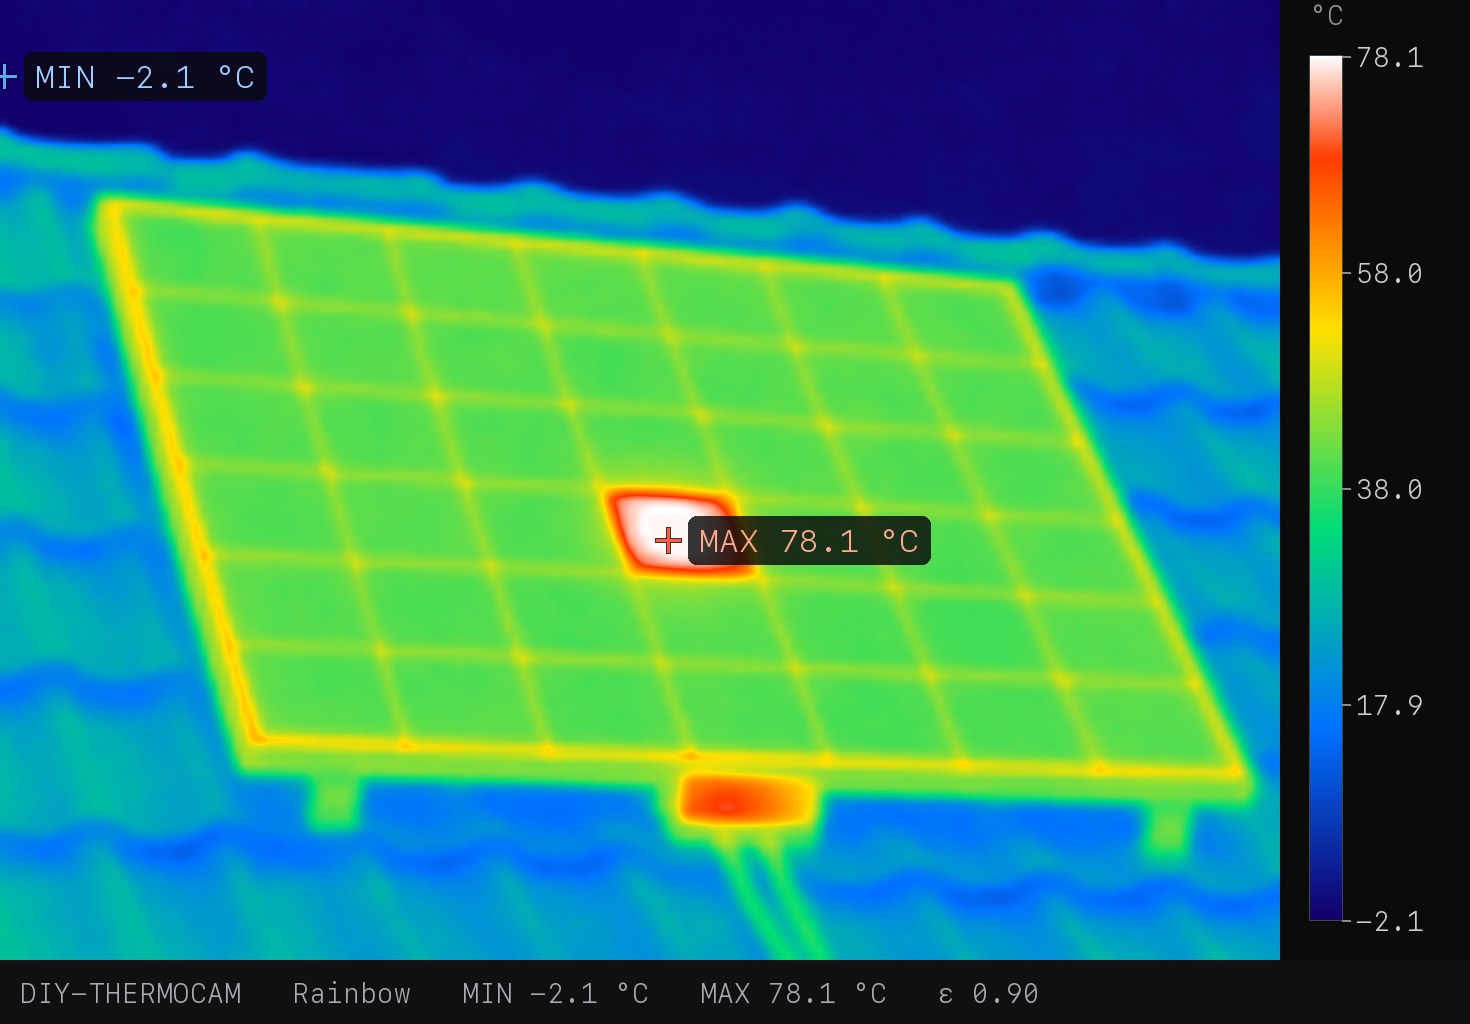 °C
78.1
MIN −2.1 °C
58.0
38.0
MAX 78.1 °C
17.9
−2.1
DIY−THERMOCAM Rainbow MIN −2.1 °C MAX 78.1 °C ε 0.90